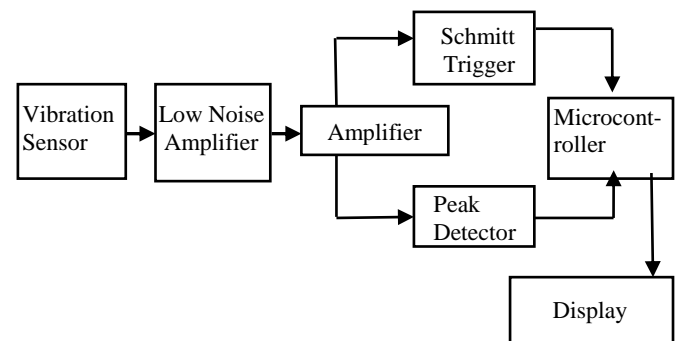 Vibration
Sensor
Low Noise
Amplifier
Amplifier
Schmitt
Trigger
Peak
Detector
Microcont-
roller
Display